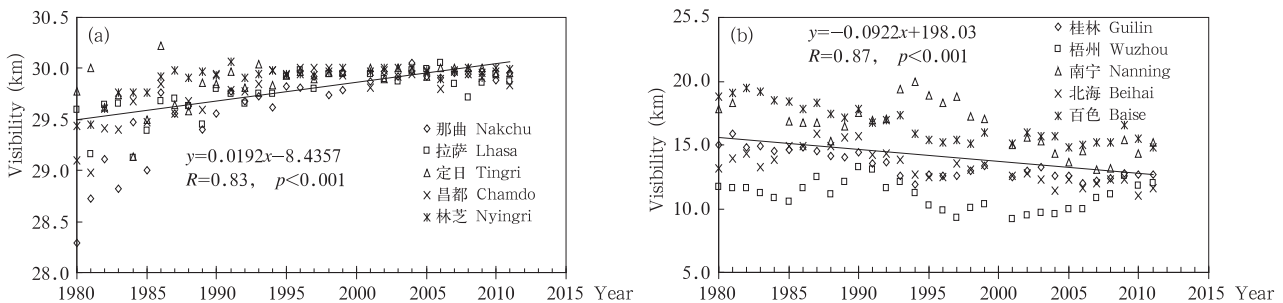 (a)
Visibility (km)
30.5
30.0
29.5
29.0
28.5
28.0
y=0.0192x−8.4357
R=0.83, p<0.001
那曲 Nakchu
拉萨 Lhasa
定日 Tingri
昌都 Chamdo
林芝 Nyingri
1980 1985 1990 1995 2000 2005 2010 2015 Year
(b)
Visibility (km)
25.5
20.0
15.0
10.0
5.0
y=−0.0922x+198.03
R=0.87, p<0.001
桂林 Guilin
梧州 Wuzhou
南宁 Nanning
北海 Beihai
百色 Baise
1980 1985 1990 1995 2000 2005 2010 2015 Year